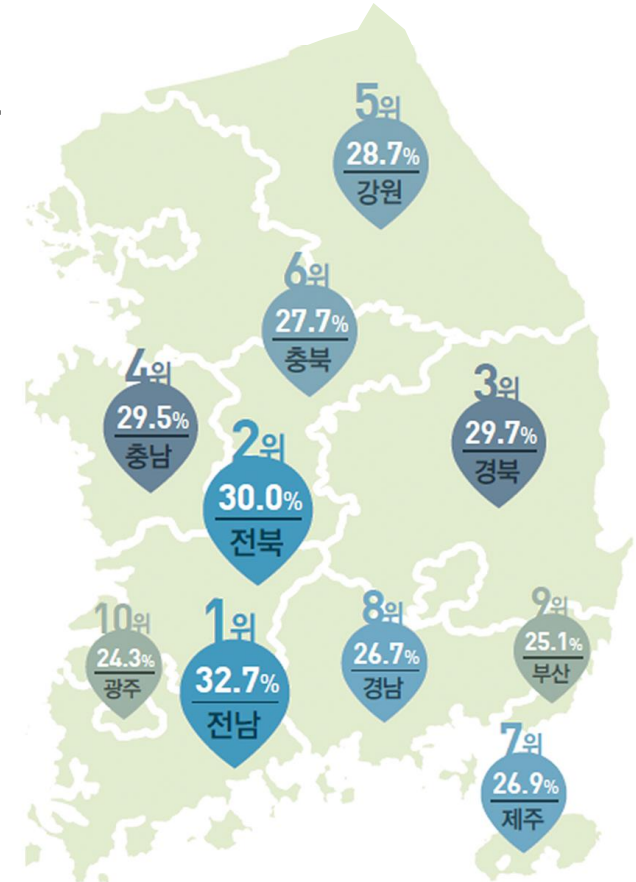 5위
28.7%
강원
6위
27.7%
충북
4위
29.5%
충남
3위
29.7%
경북
2위
30.0%
전북
10위
24.3%
광주
1위
32.7%
전남
8위
26.7%
경남
9위
25.1%
부산
7위
26.9%
제주